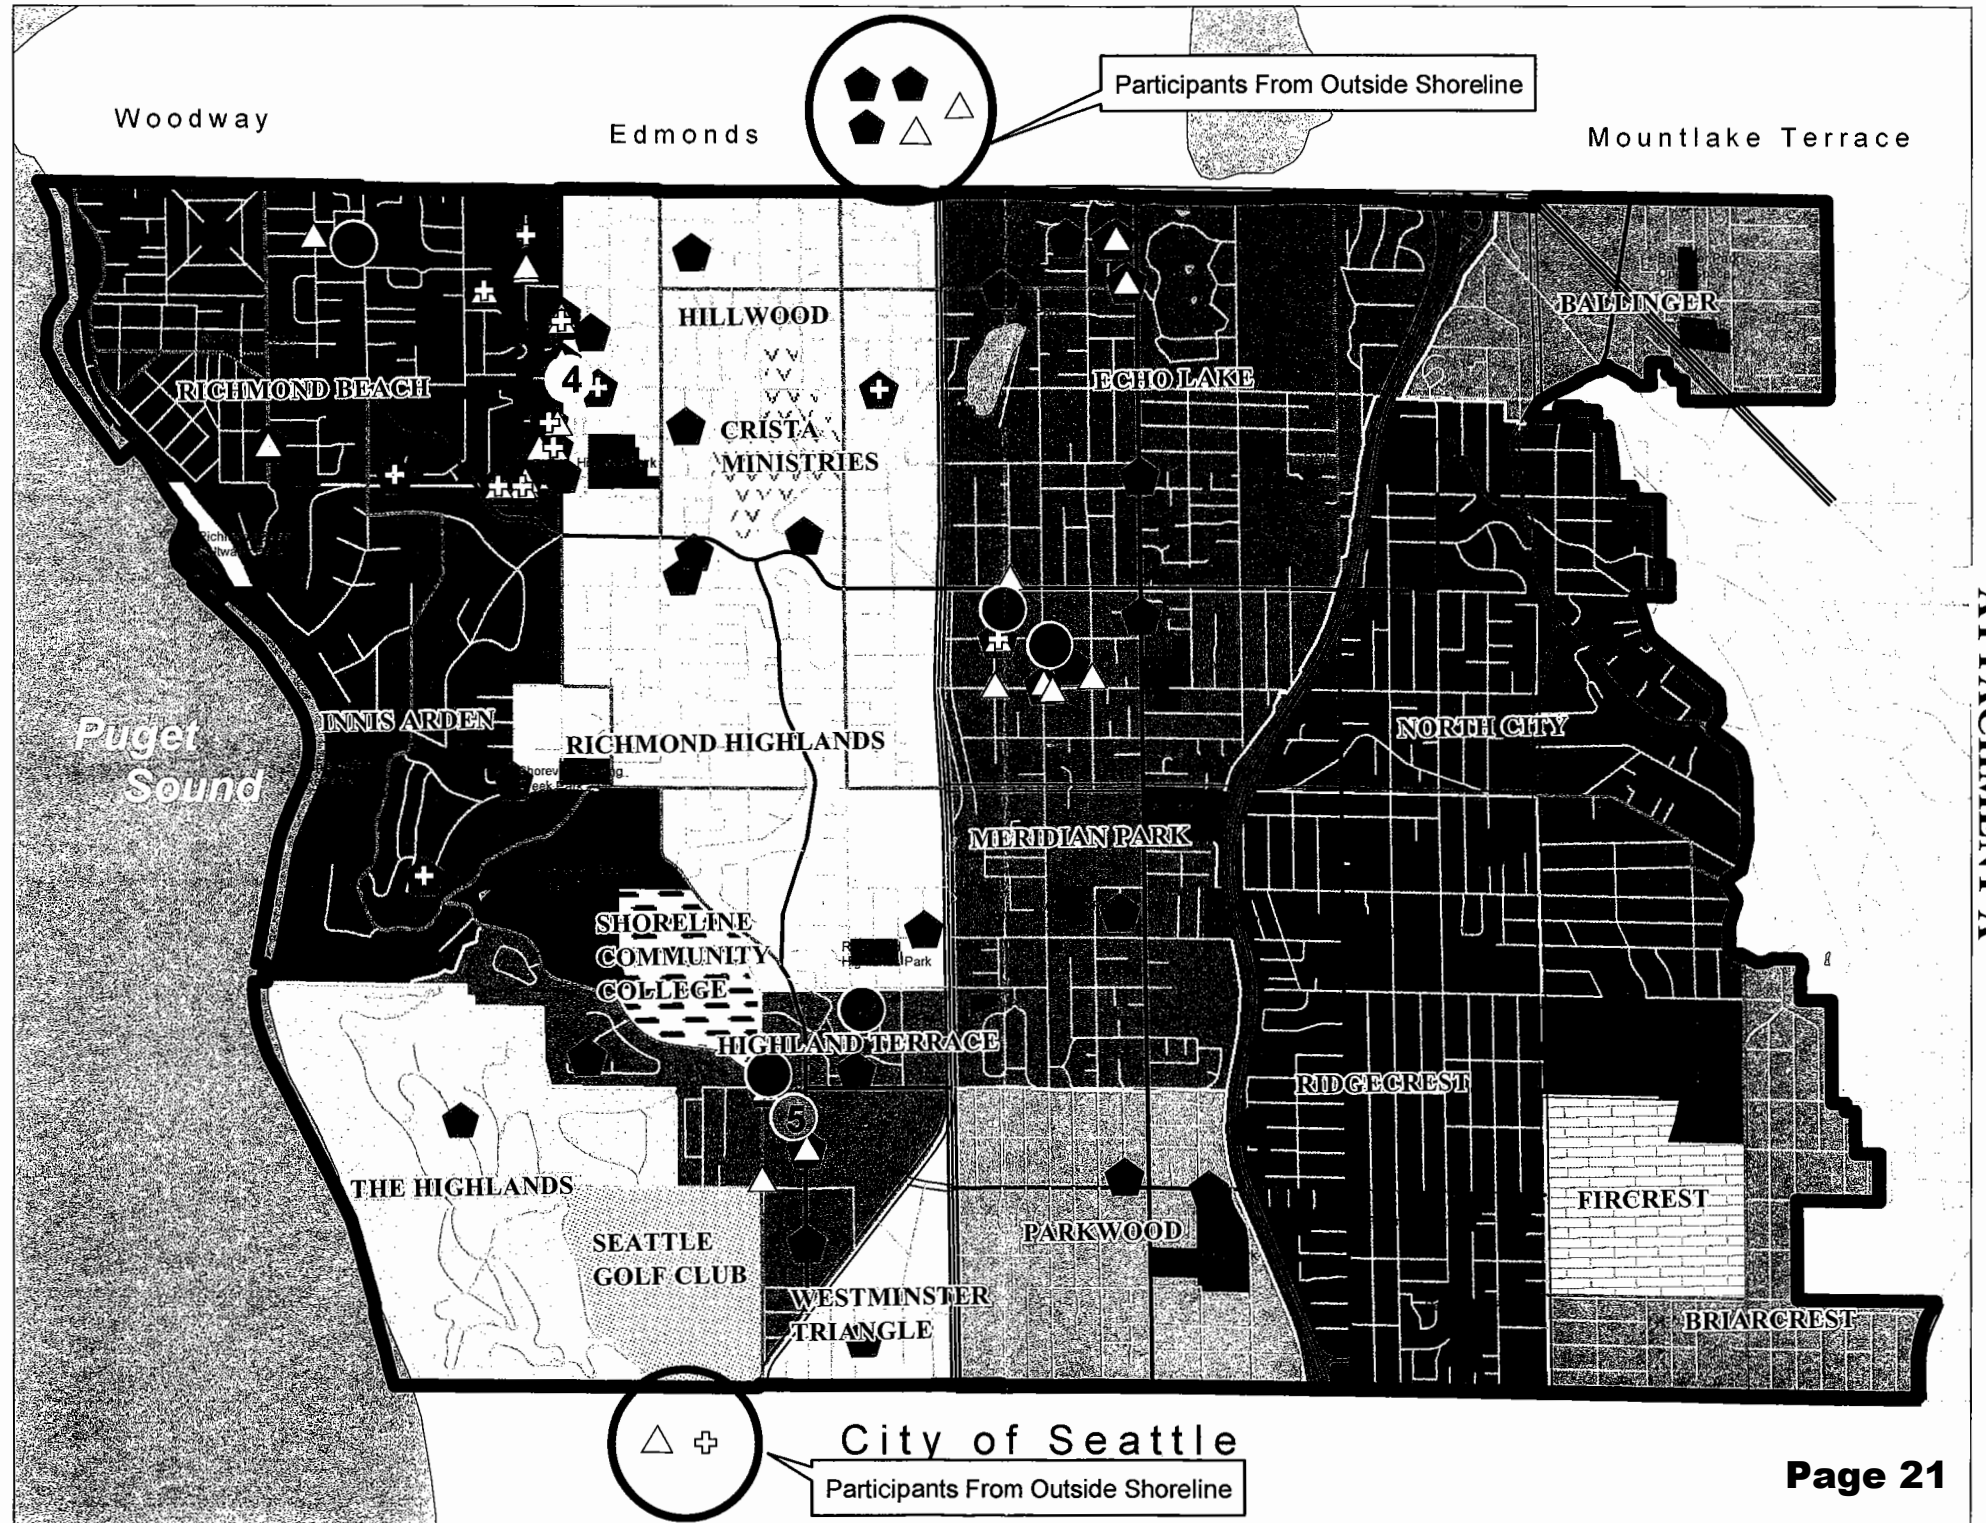 Participants From Outside Shoreline
Woodway
Edmonds
Mountlake Terrace
HILLWOOD
BALLINGER
RICHMOND BEACH
4
ECHO LAKE
CRISTA
MINISTRIES
Puget
Sound
INNIS ARDEN
RICHMOND HIGHLANDS
NORTH CITY
MERIDIAN PARK
SHORELINE
COMMUNITY
COLLEGE
Park
HIGHLAND TERRACE
RIDGECREST
5
THE HIGHLANDS
FIRCREST
PARKWOOD
SEATTLE
GOLF CLUB
WESTMINSTER
TRIANGLE
BRIARCREST
City of Seattle
Participants From Outside Shoreline
Page 21